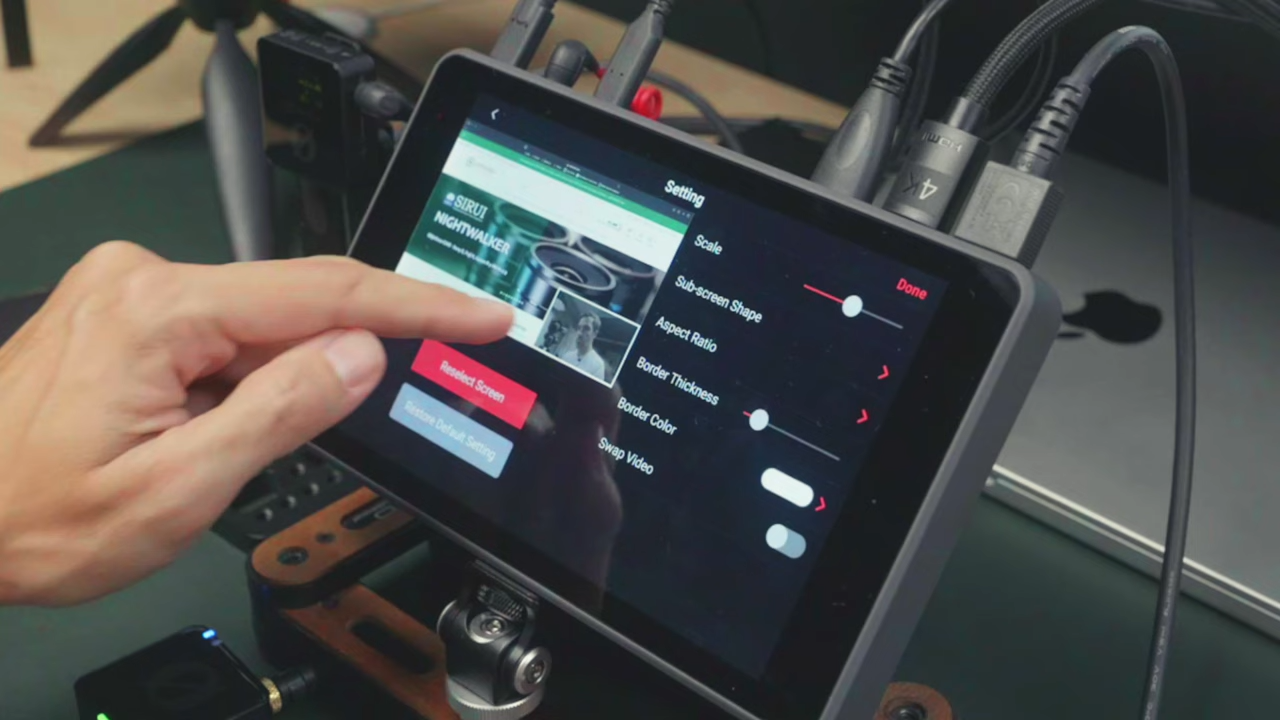 HDMI
4K
Setting
Done
SIRUI
NIGHTWALKER
Scale
Sub-screen Shape
Aspect Ratio
Border Thickness
Border Color
Swap Video
Reselect Screen
Restore Default Setting